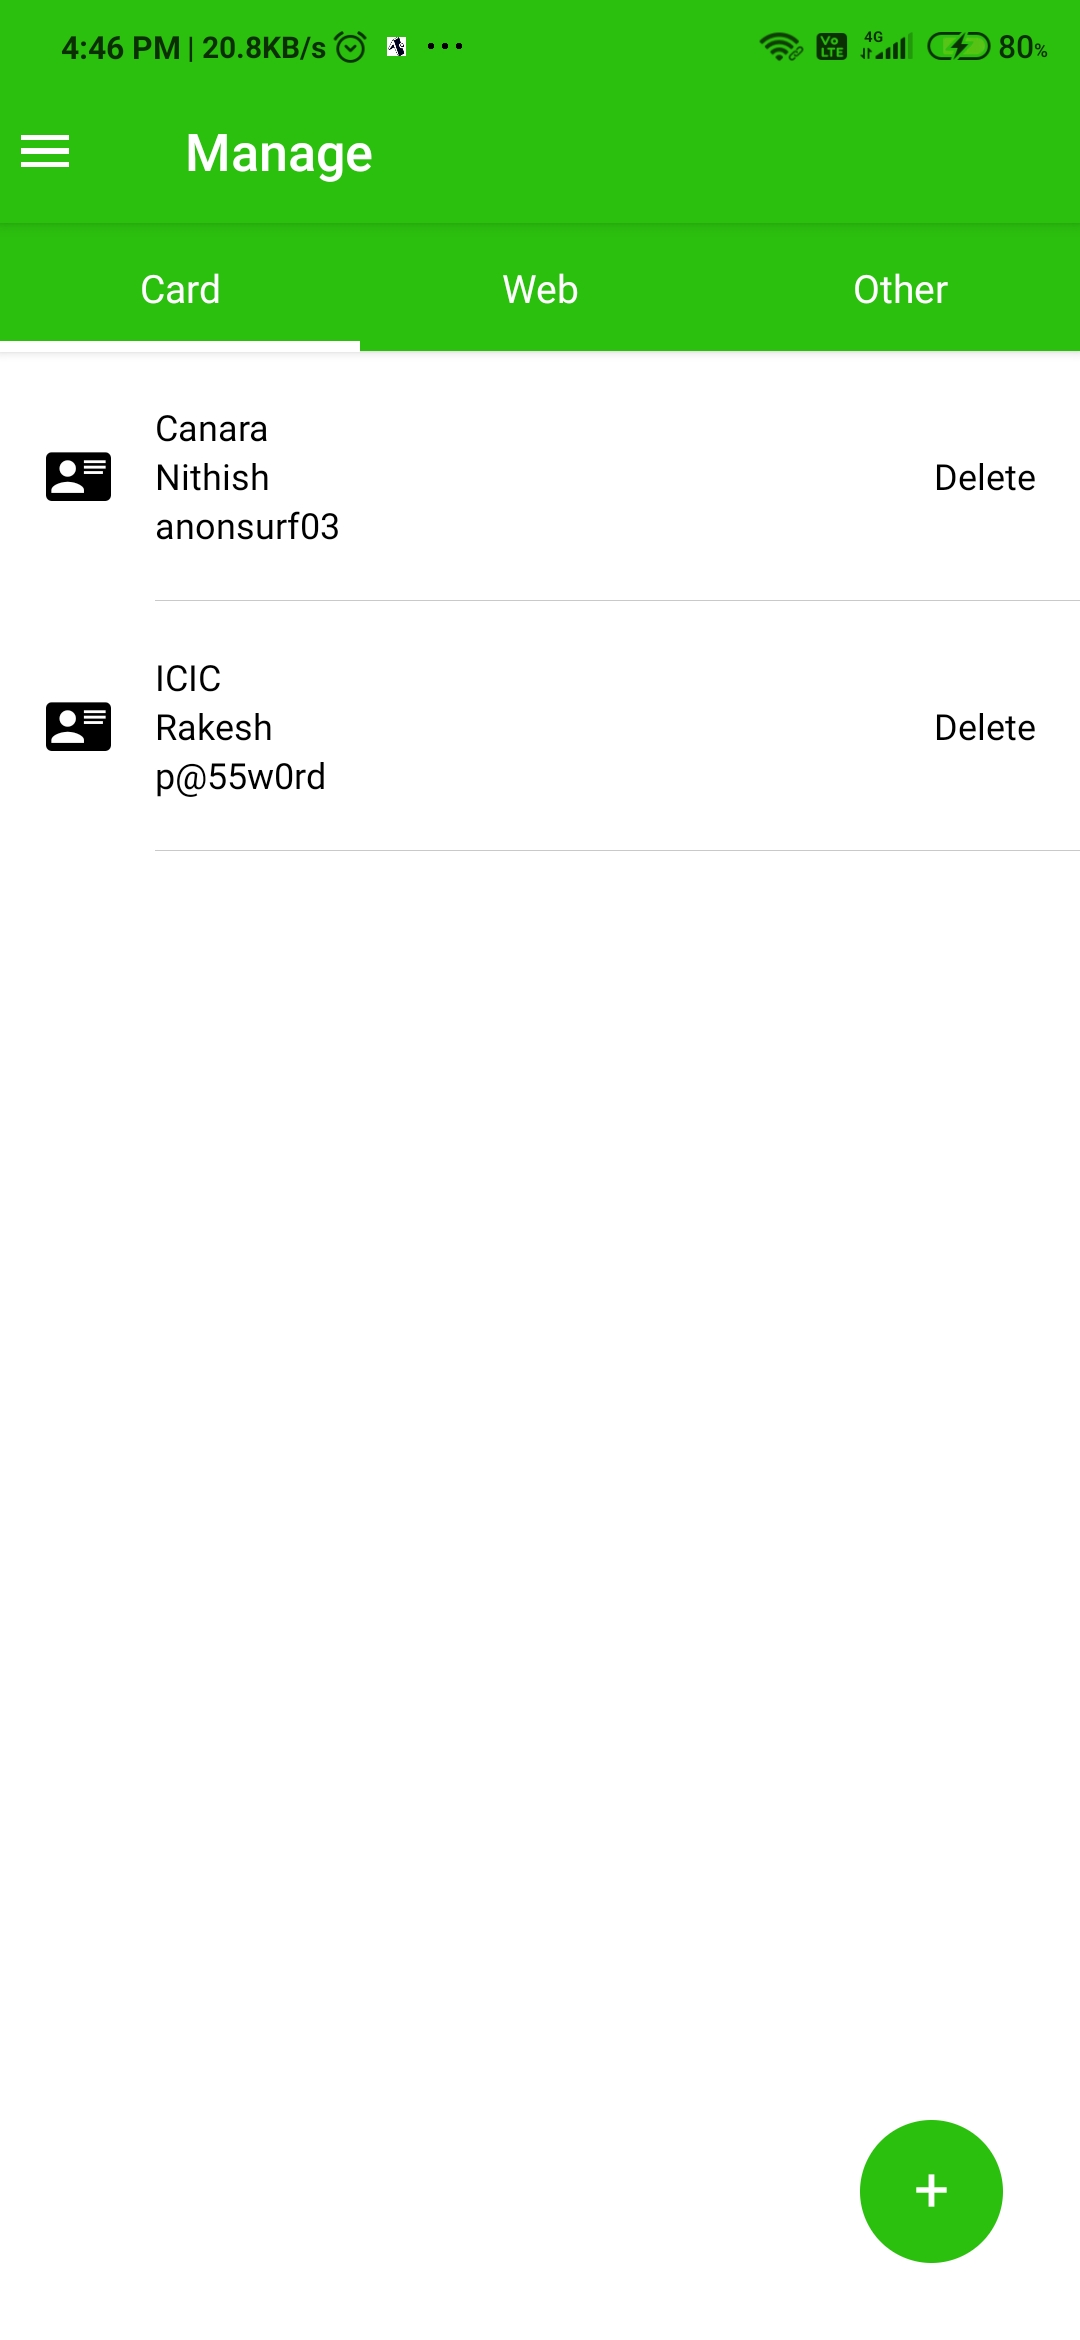 4:46 PM | 20.8KB/s ... Vo LTE 4G 80%
Manage
Card Web Other
Canara
Nithish
anonsurf03
Delete
ICIC
Rakesh
p@55w0rd
Delete
+